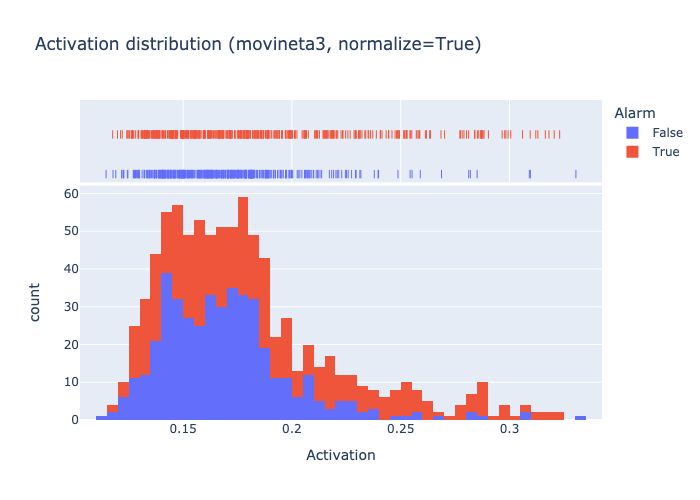 Activation distribution (movineta3, normalize=True)
Alarm
False
True
60
50
40
30
20
10
0
count
0.15
0.2
0.25
0.3
Activation